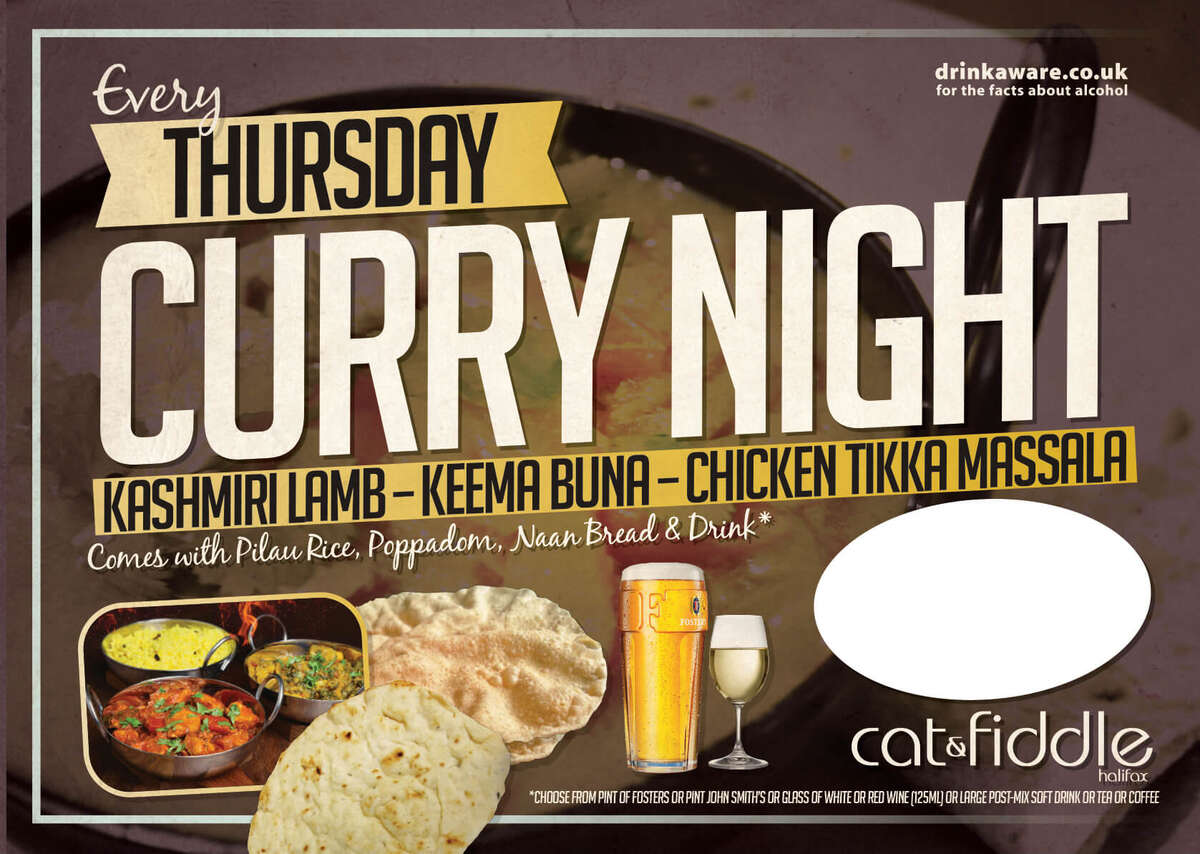 Every
THURSDAY
drinkaware.co.uk
for the facts about alcohol
CURRY NIGHT
KASHMIRI LAMB – KEEMA BUNA – CHICKEN TIKKA MASSALA
Comes with Pilau Rice, Poppadom, Naan Bread & Drink*
FOSTER'S
cat&fiddle
halifax
*CHOOSE FROM PINT OF FOSTERS OR PINT JOHN SMITH'S OR GLASS OF WHITE OR RED WINE (125ML) OR LARGE POST-MIX SOFT DRINK OR TEA OR COFFEE